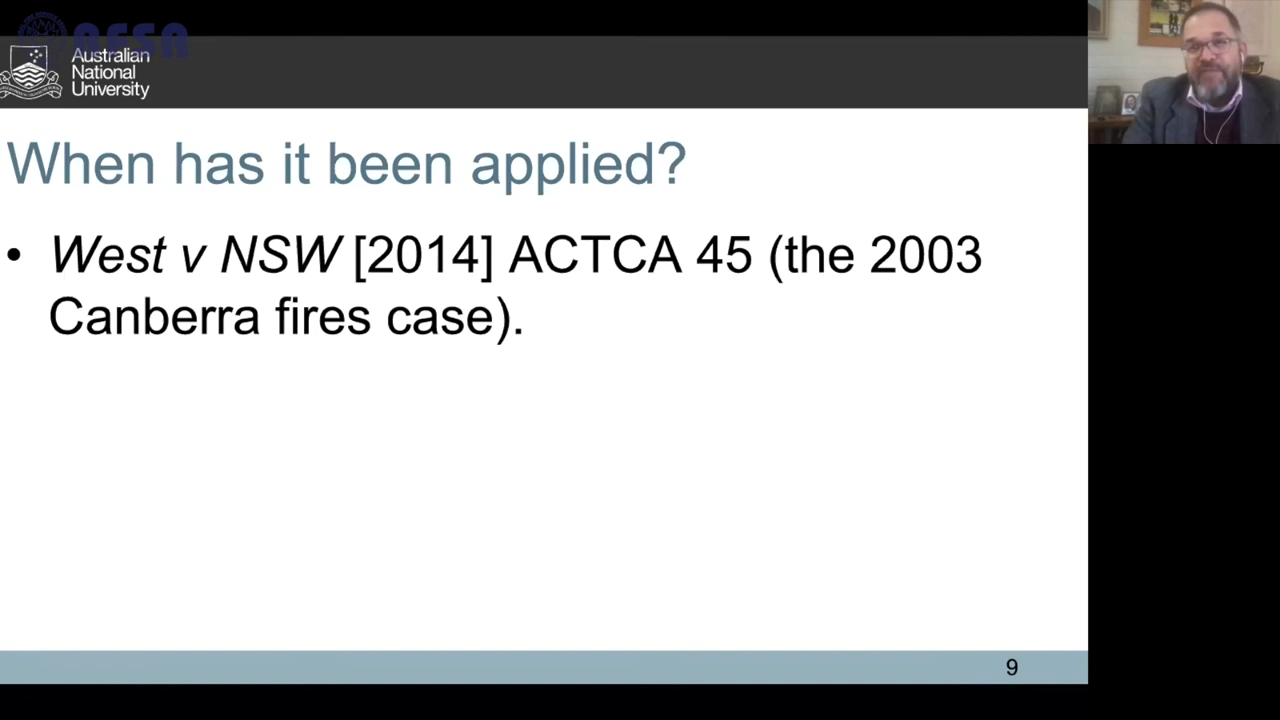 AFSA
Australian
National
University
When has it been applied?
• West v NSW [2014] ACTCA 45 (the 2003
Canberra fires case).
9